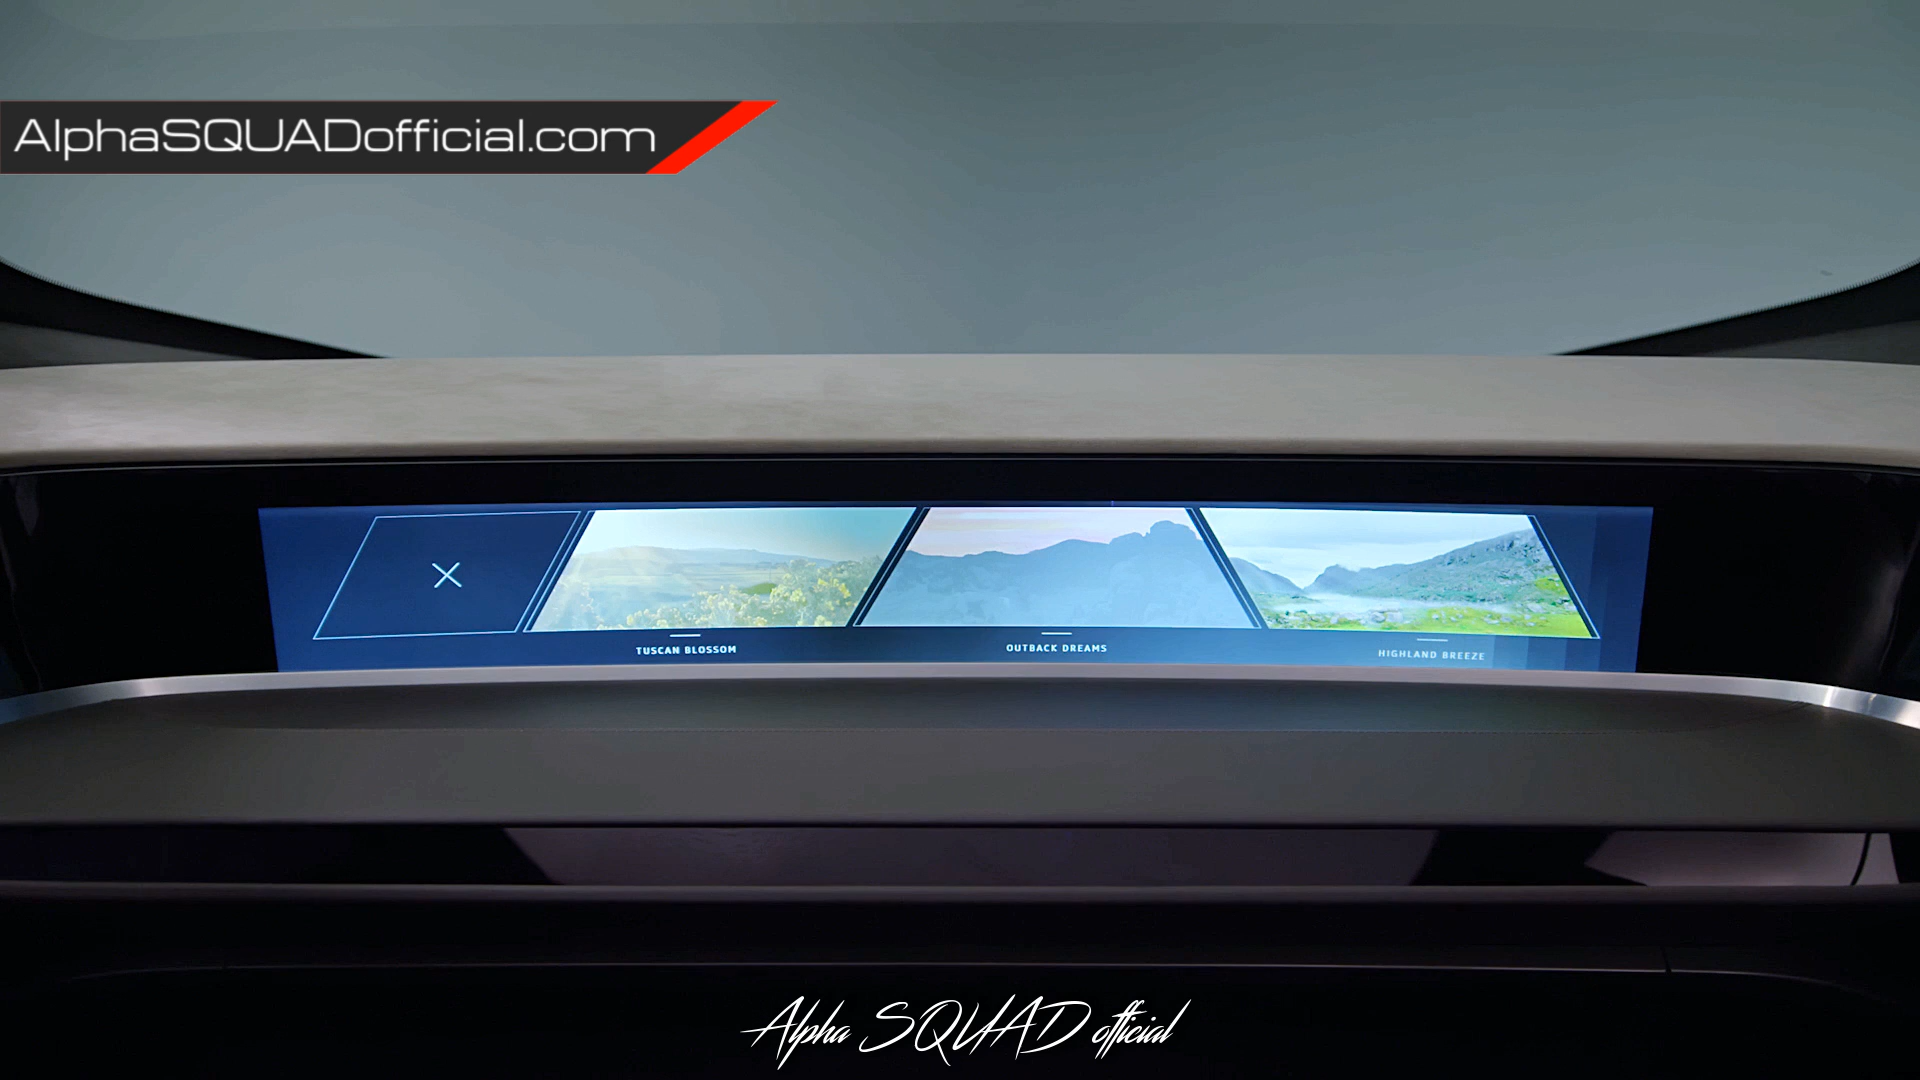 AlphaSQUADofficial.com
TUSCAN BLOSSOM
OUTBACK DREAMS
HIGHLAND BREEZE
Alpha SQUAD official